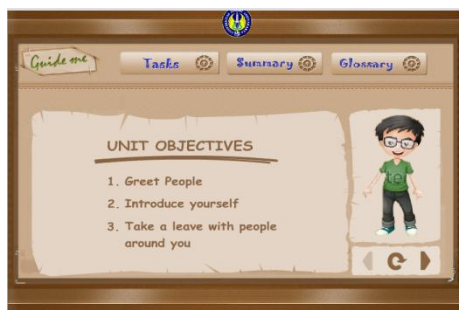 Guide me
Tasks
Summary
Glossary
UNIT OBJECTIVES
1. Greet People
2. Introduce yourself
3. Take a leave with people
around you